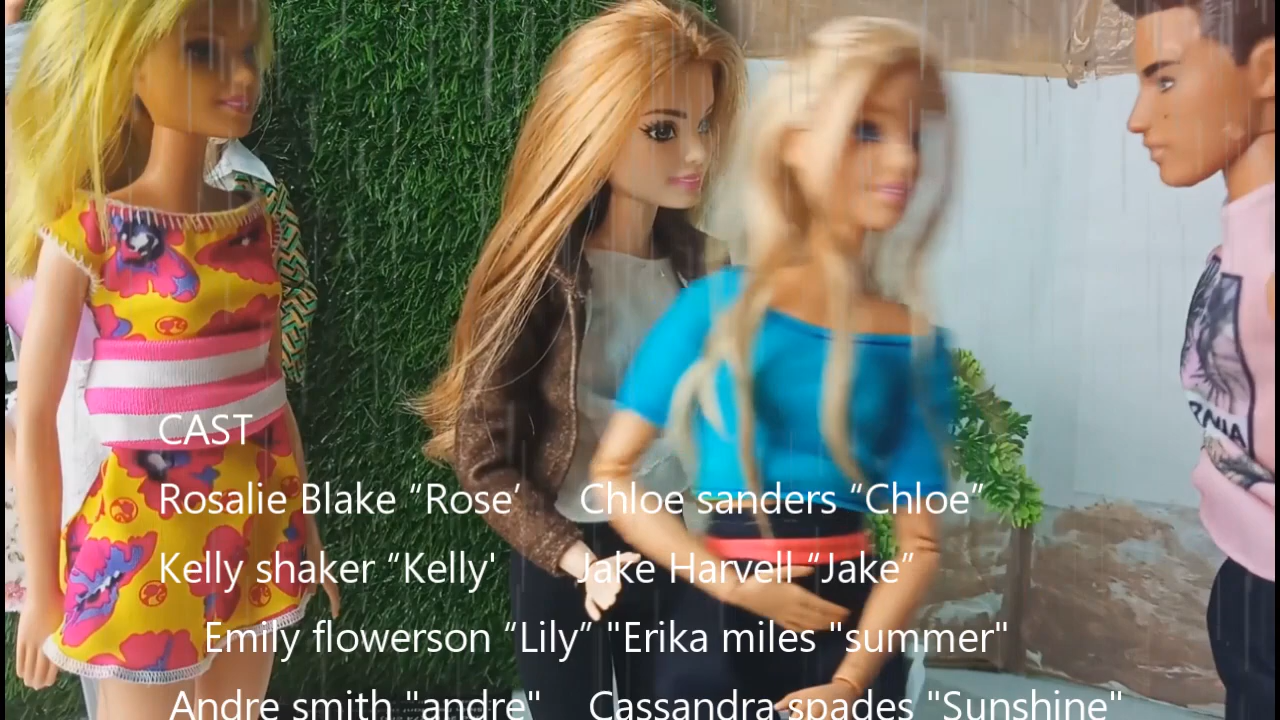 CAST
Rosalie Blake “Rose’ Chloe sanders “Chloe”
Kelly shaker “Kelly' Jake Harvell “Jake”
Emily flowerson “Lily” "Erika miles "summer"
Andre smith "andre" Cassandra spades "Sunshine"